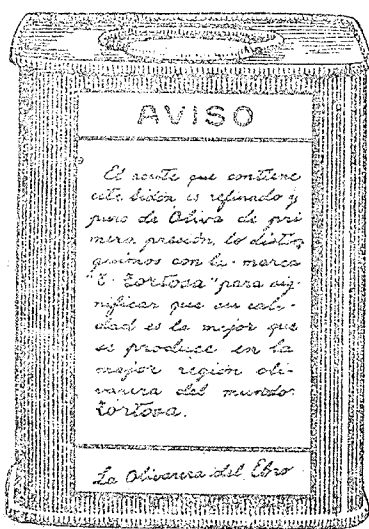 AVISO
El aceite que contiene
este bidón es refinado y
puro de Oliva de pri
mera presión, lo distin
guimos con la marca
"E. Tortosa" para sig-
nificar que su cali-
dad es la mejor que
se produce en la
mejor región oli-
varera del mundo:
Tortosa.
La Olivarera del Ebro